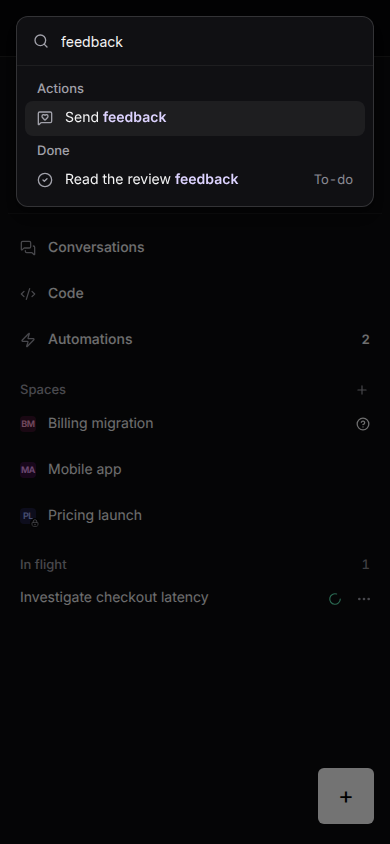 feedback
Actions
Send feedback
Done
Read the review feedback To-do
Conversations
Code
Automations 2
Spaces +
BM Billing migration
MA Mobile app
PL Pricing launch
In flight 1
Investigate checkout latency
+